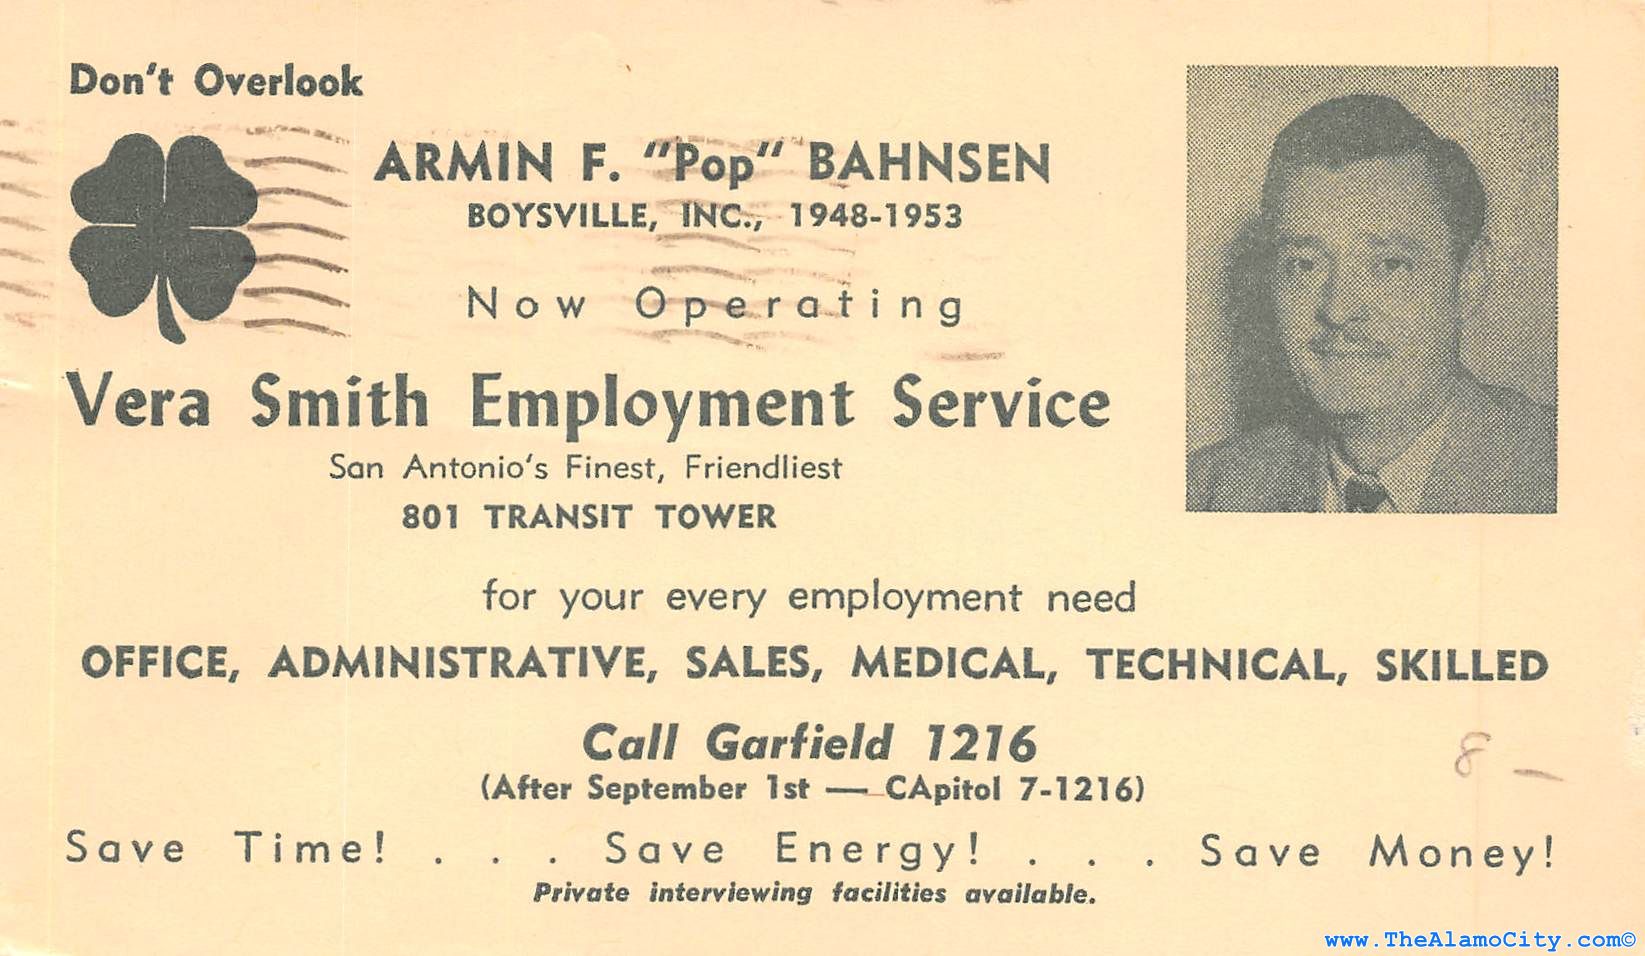 Don't Overlook
ARMIN F. "Pop" BAHNSEN
BOYSVILLE, INC., 1948-1953
Now Operating
Vera Smith Employment Service
San Antonio's Finest, Friendliest
801 TRANSIT TOWER
for your every employment need
OFFICE, ADMINISTRATIVE, SALES, MEDICAL, TECHNICAL, SKILLED
Call Garfield 1216
(After September 1st — CApitol 7-1216)
8 –
Save Time! . . . Save Energy! . . . Save Money!
Private interviewing facilities available.
www.TheAlamoCity.com©